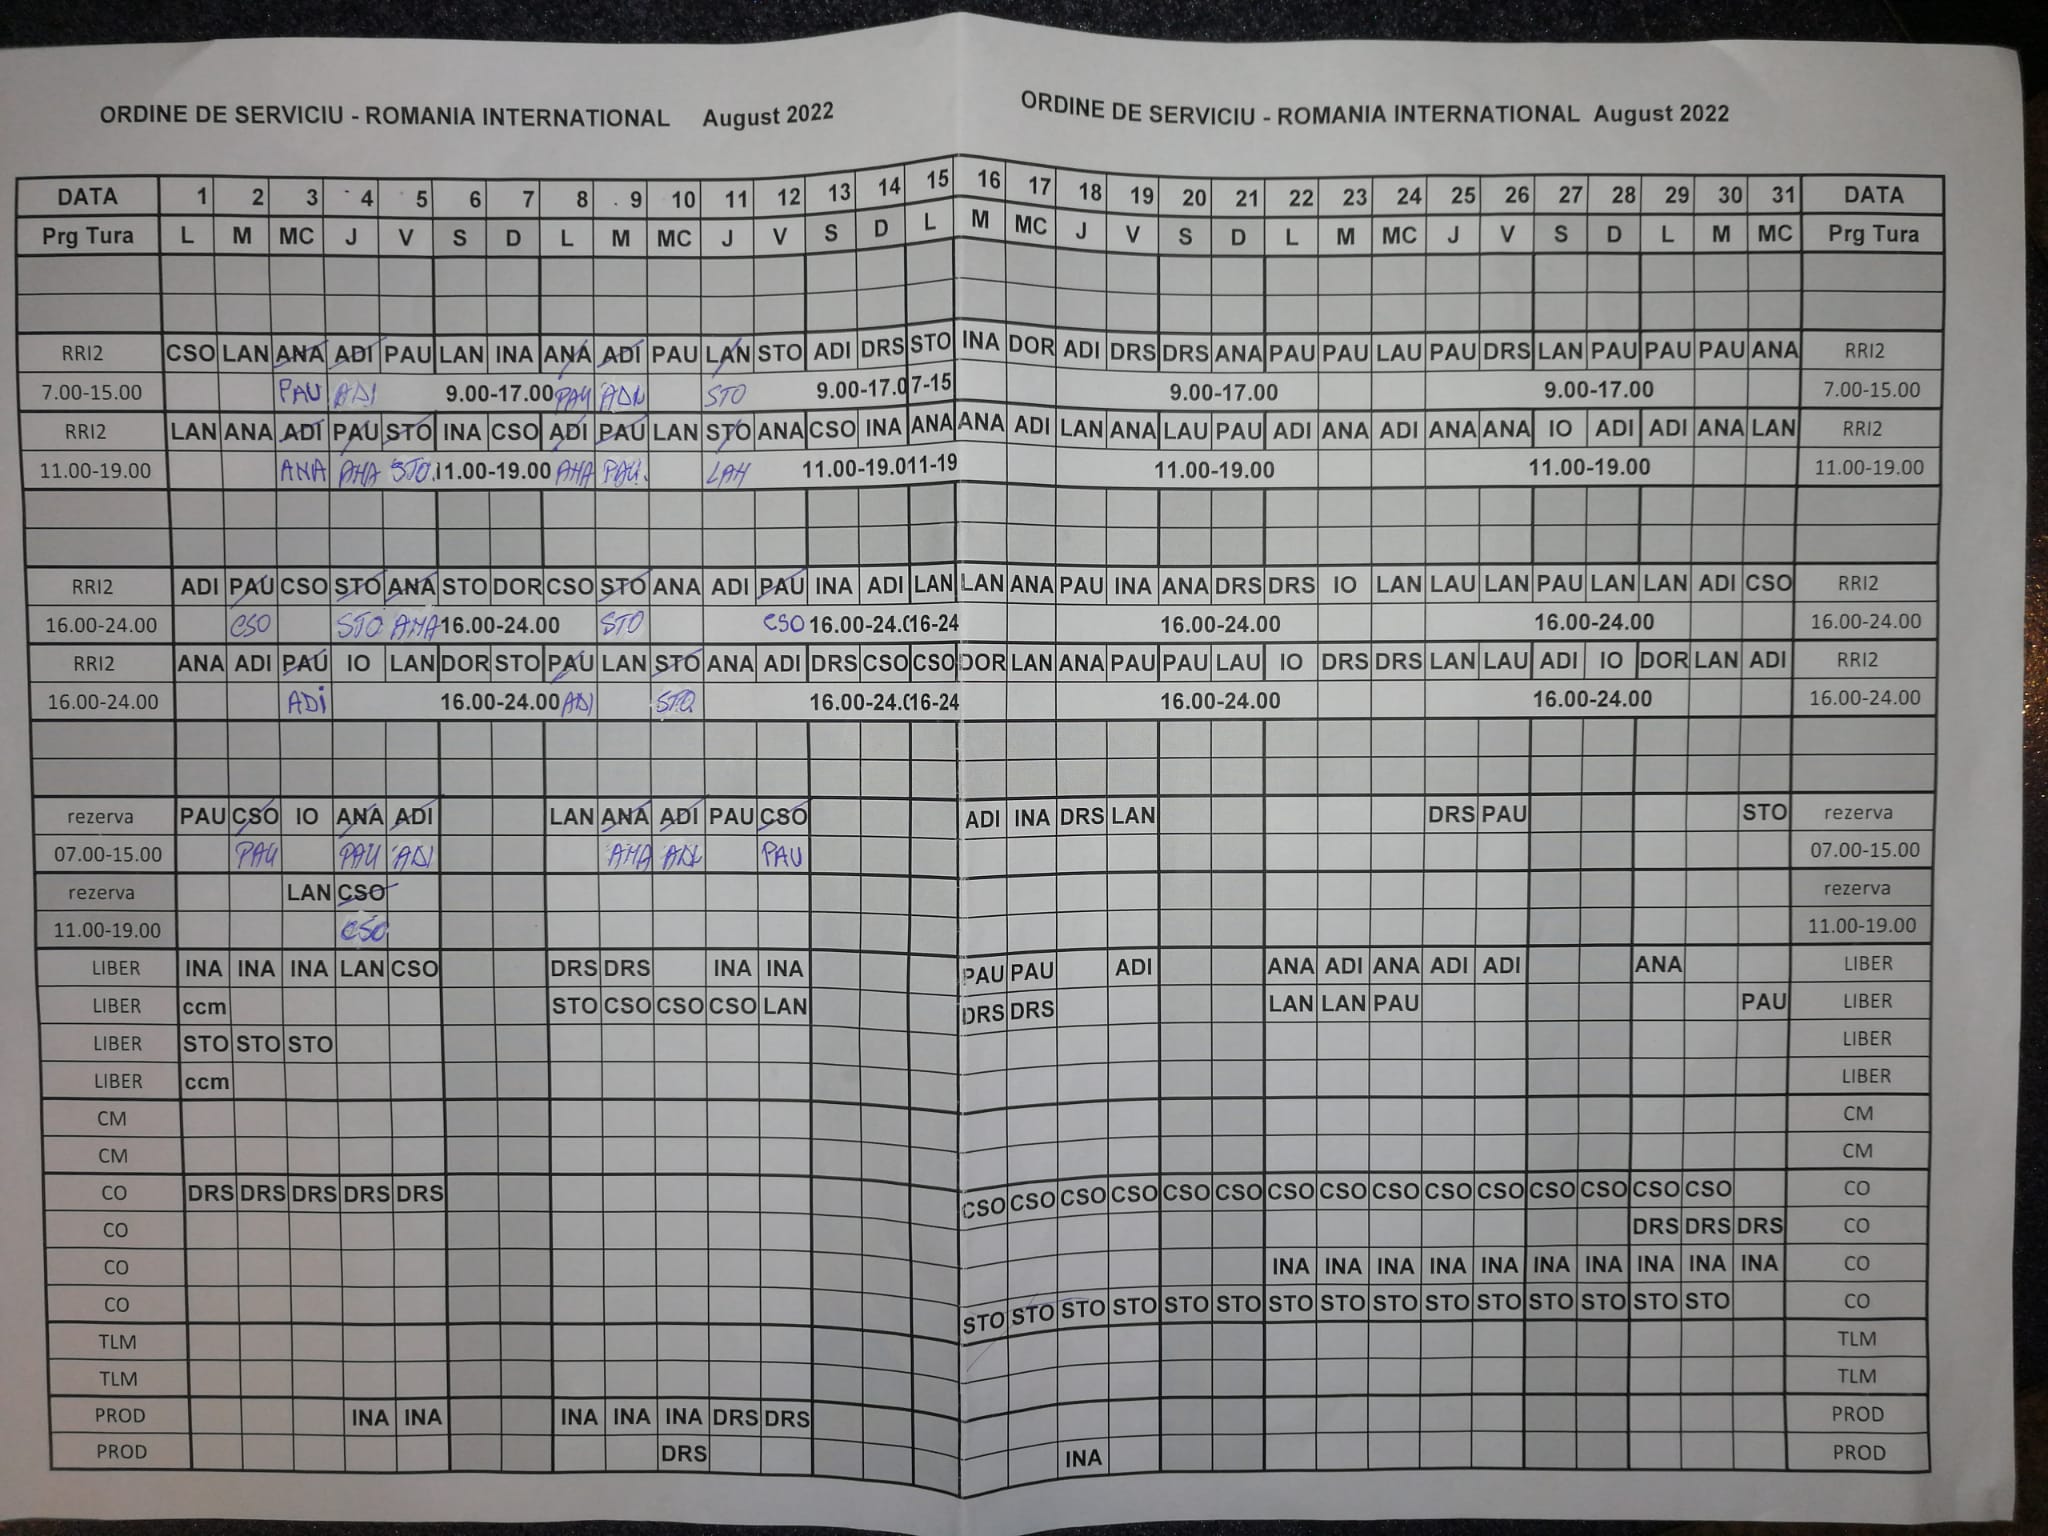 ORDINE DE SERVICIU - ROMANIA INTERNATIONAL August 2022 ORDINE DE SERVICIU - ROMANIA INTERNATIONAL August 2022
DATA 1 2 3 4 5 6 7 8 9 10 11 12 13 14 15 16 17 18 19 20 21 22 23 24 25 26 27 28 29 30 31 DATA
Prg Tura L M MC J V S D L M MC J V S D L M MC J V S D L M MC J V S D L M MC Prg Tura
RRI2 CSO LAN ANA ADI PAU LAN INA ANA ADI PAU LAN STO ADI DRS STO INA DOR ADI DRS DRS ANA PAU PAU LAU PAU DRS LAN PAU PAU PAU ANA RRI2
7.00-15.00 PAU ADI 9.00-17.00 PAU ADI STO 9.00-17.0 7-15 9.00-17.00 9.00-17.00 7.00-15.00
RRI2 LAN ANA ADI PAU STO INA CSO ADI PAU LAN STO ANA CSO INA ANA ANA ADI LAN ANA LAU PAU ADI ANA ADI ANA ANA IO ADI ADI ANA LAN RRI2
11.00-19.00 ANA ANA STO 11.00-19.00 ANA PAU. LAN 11.00-19.0 11-19 11.00-19.00 11.00-19.00 11.00-19.00
RRI2 ADI PAU CSO STO ANA STO DOR CSO STO ANA ADI PAU INA ADI LAN LAN ANA PAU INA ANA DRS DRS IO LAN LAU LAN PAU LAN LAN ADI CSO RRI2
16.00-24.00 CSO STO ANA 16.00-24.00 STO CSO 16.00-24.0 16-24 16.00-24.00 16.00-24.00 16.00-24.00
RRI2 ANA ADI PAU IO LAN DOR STO PAU LAN STO ANA ADI DRS CSO CSO DOR LAN ANA PAU PAU LAU IO DRS DRS LAN LAU ADI IO DOR LAN ADI RRI2
16.00-24.00 ADI 16.00-24.00 ADI STO 16.00-24.0 16-24 16.00-24.00 16.00-24.00 16.00-24.00
rezerva PAU CSO IO ANA ADI LAN ANA ADI PAU CSO ADI INA DRS LAN DRS PAU STO rezerva
07.00-15.00 PAU PAU ADI ANA ADI PAU 07.00-15.00
rezerva LAN CSO rezerva
11.00-19.00 CSO 11.00-19.00
LIBER INA INA INA LAN CSO DRS DRS INA INA PAU PAU ADI ANA ADI ANA ADI ADI ANA LIBER
LIBER ccm STO CSO CSO CSO LAN DRS DRS LAN LAN PAU PAU LIBER
LIBER STO STO STO LIBER
LIBER ccm LIBER
CM CM
CM CM
CO DRS DRS DRS DRS DRS CSO CSO CSO CSO CSO CSO CSO CSO CSO CSO CSO CSO CSO CSO CSO CO
CO DRS DRS DRS CO
CO INA INA INA INA INA INA INA INA INA INA CO
CO STO STO STO STO STO STO STO STO STO STO STO STO STO STO STO CO
TLM TLM
TLM TLM
PROD INA INA INA INA INA DRS DRS PROD
PROD DRS INA PROD